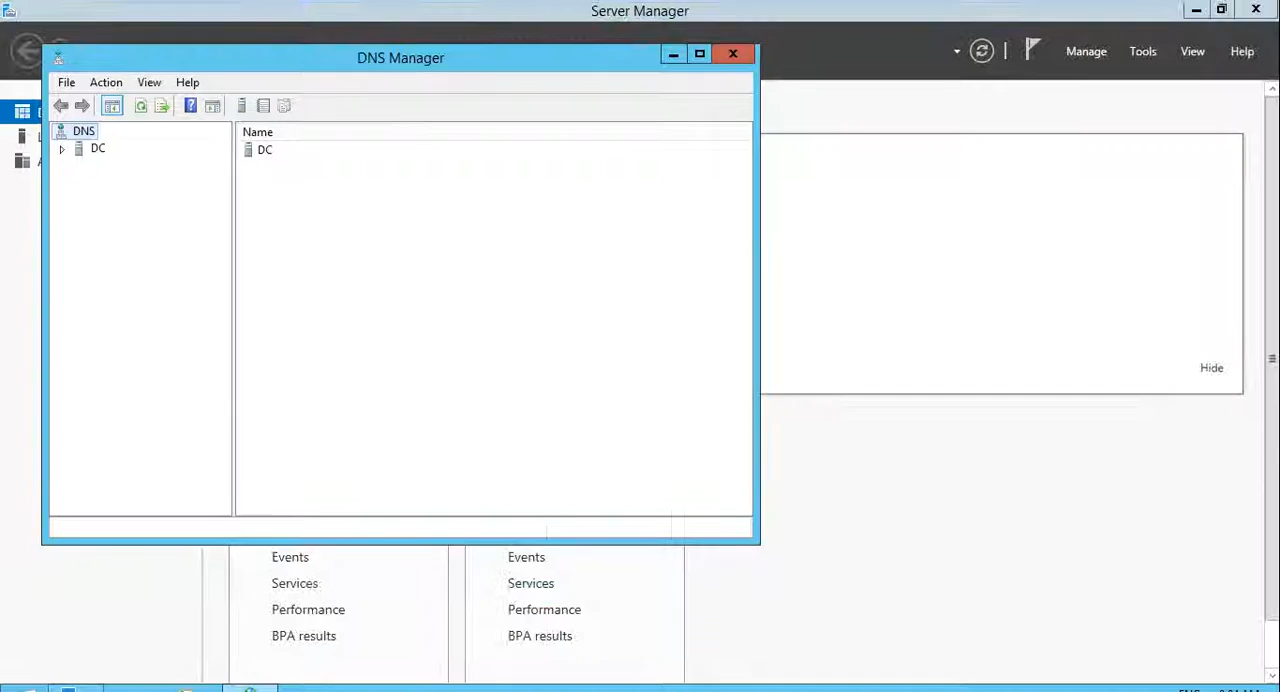 Server Manager
DNS Manager
Manage
Tools
View
Help
File
Action
View
Help
DNS
DC
Name
DC
Hide
Events
Services
Performance
BPA results
Events
Services
Performance
BPA results